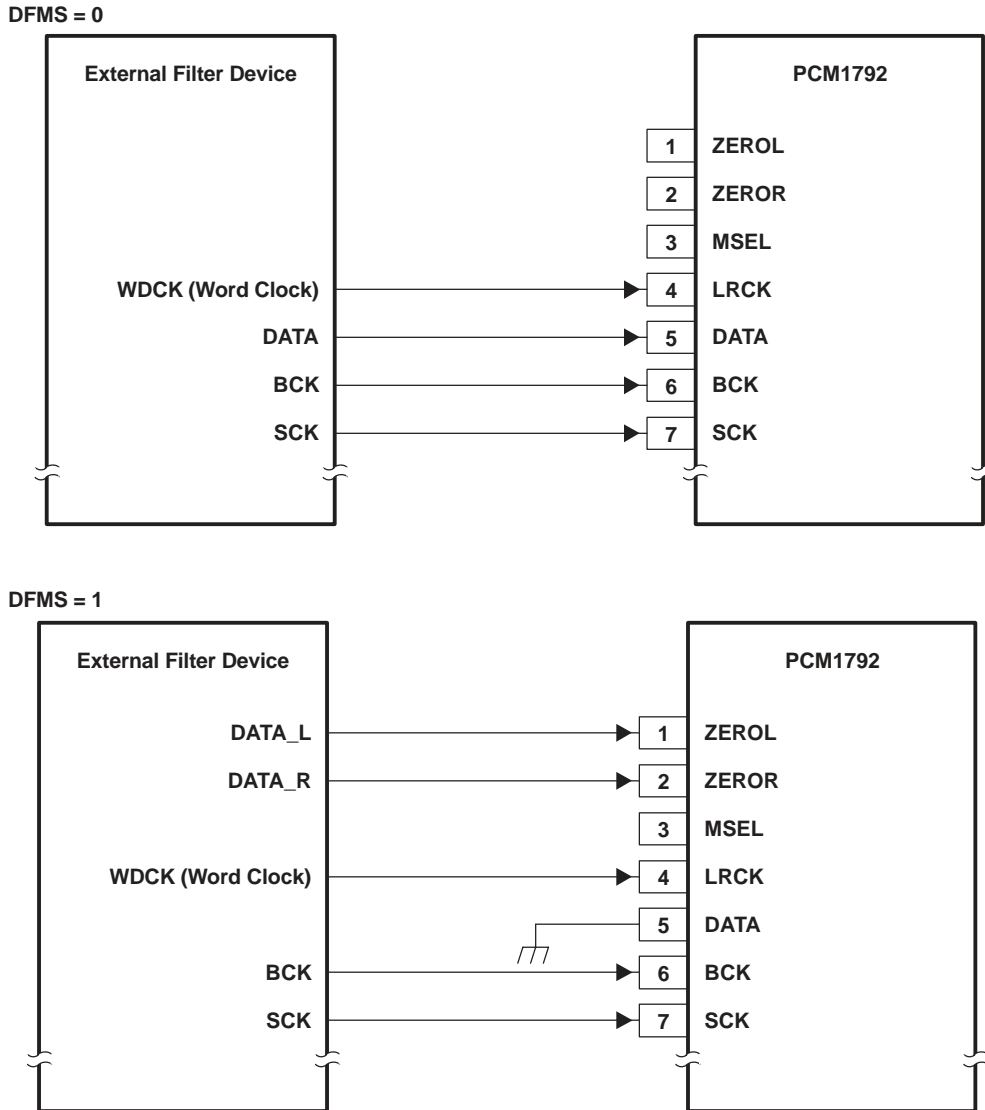 DFMS = 0
External Filter Device
PCM1792
1 ZEROL
2 ZEROR
3 MSEL
WDCK (Word Clock) 4 LRCK
DATA 5 DATA
BCK 6 BCK
SCK 7 SCK
DFMS = 1
External Filter Device
PCM1792
DATA_L 1 ZEROL
DATA_R 2 ZEROR
3 MSEL
WDCK (Word Clock) 4 LRCK
5 DATA
BCK 6 BCK
SCK 7 SCK